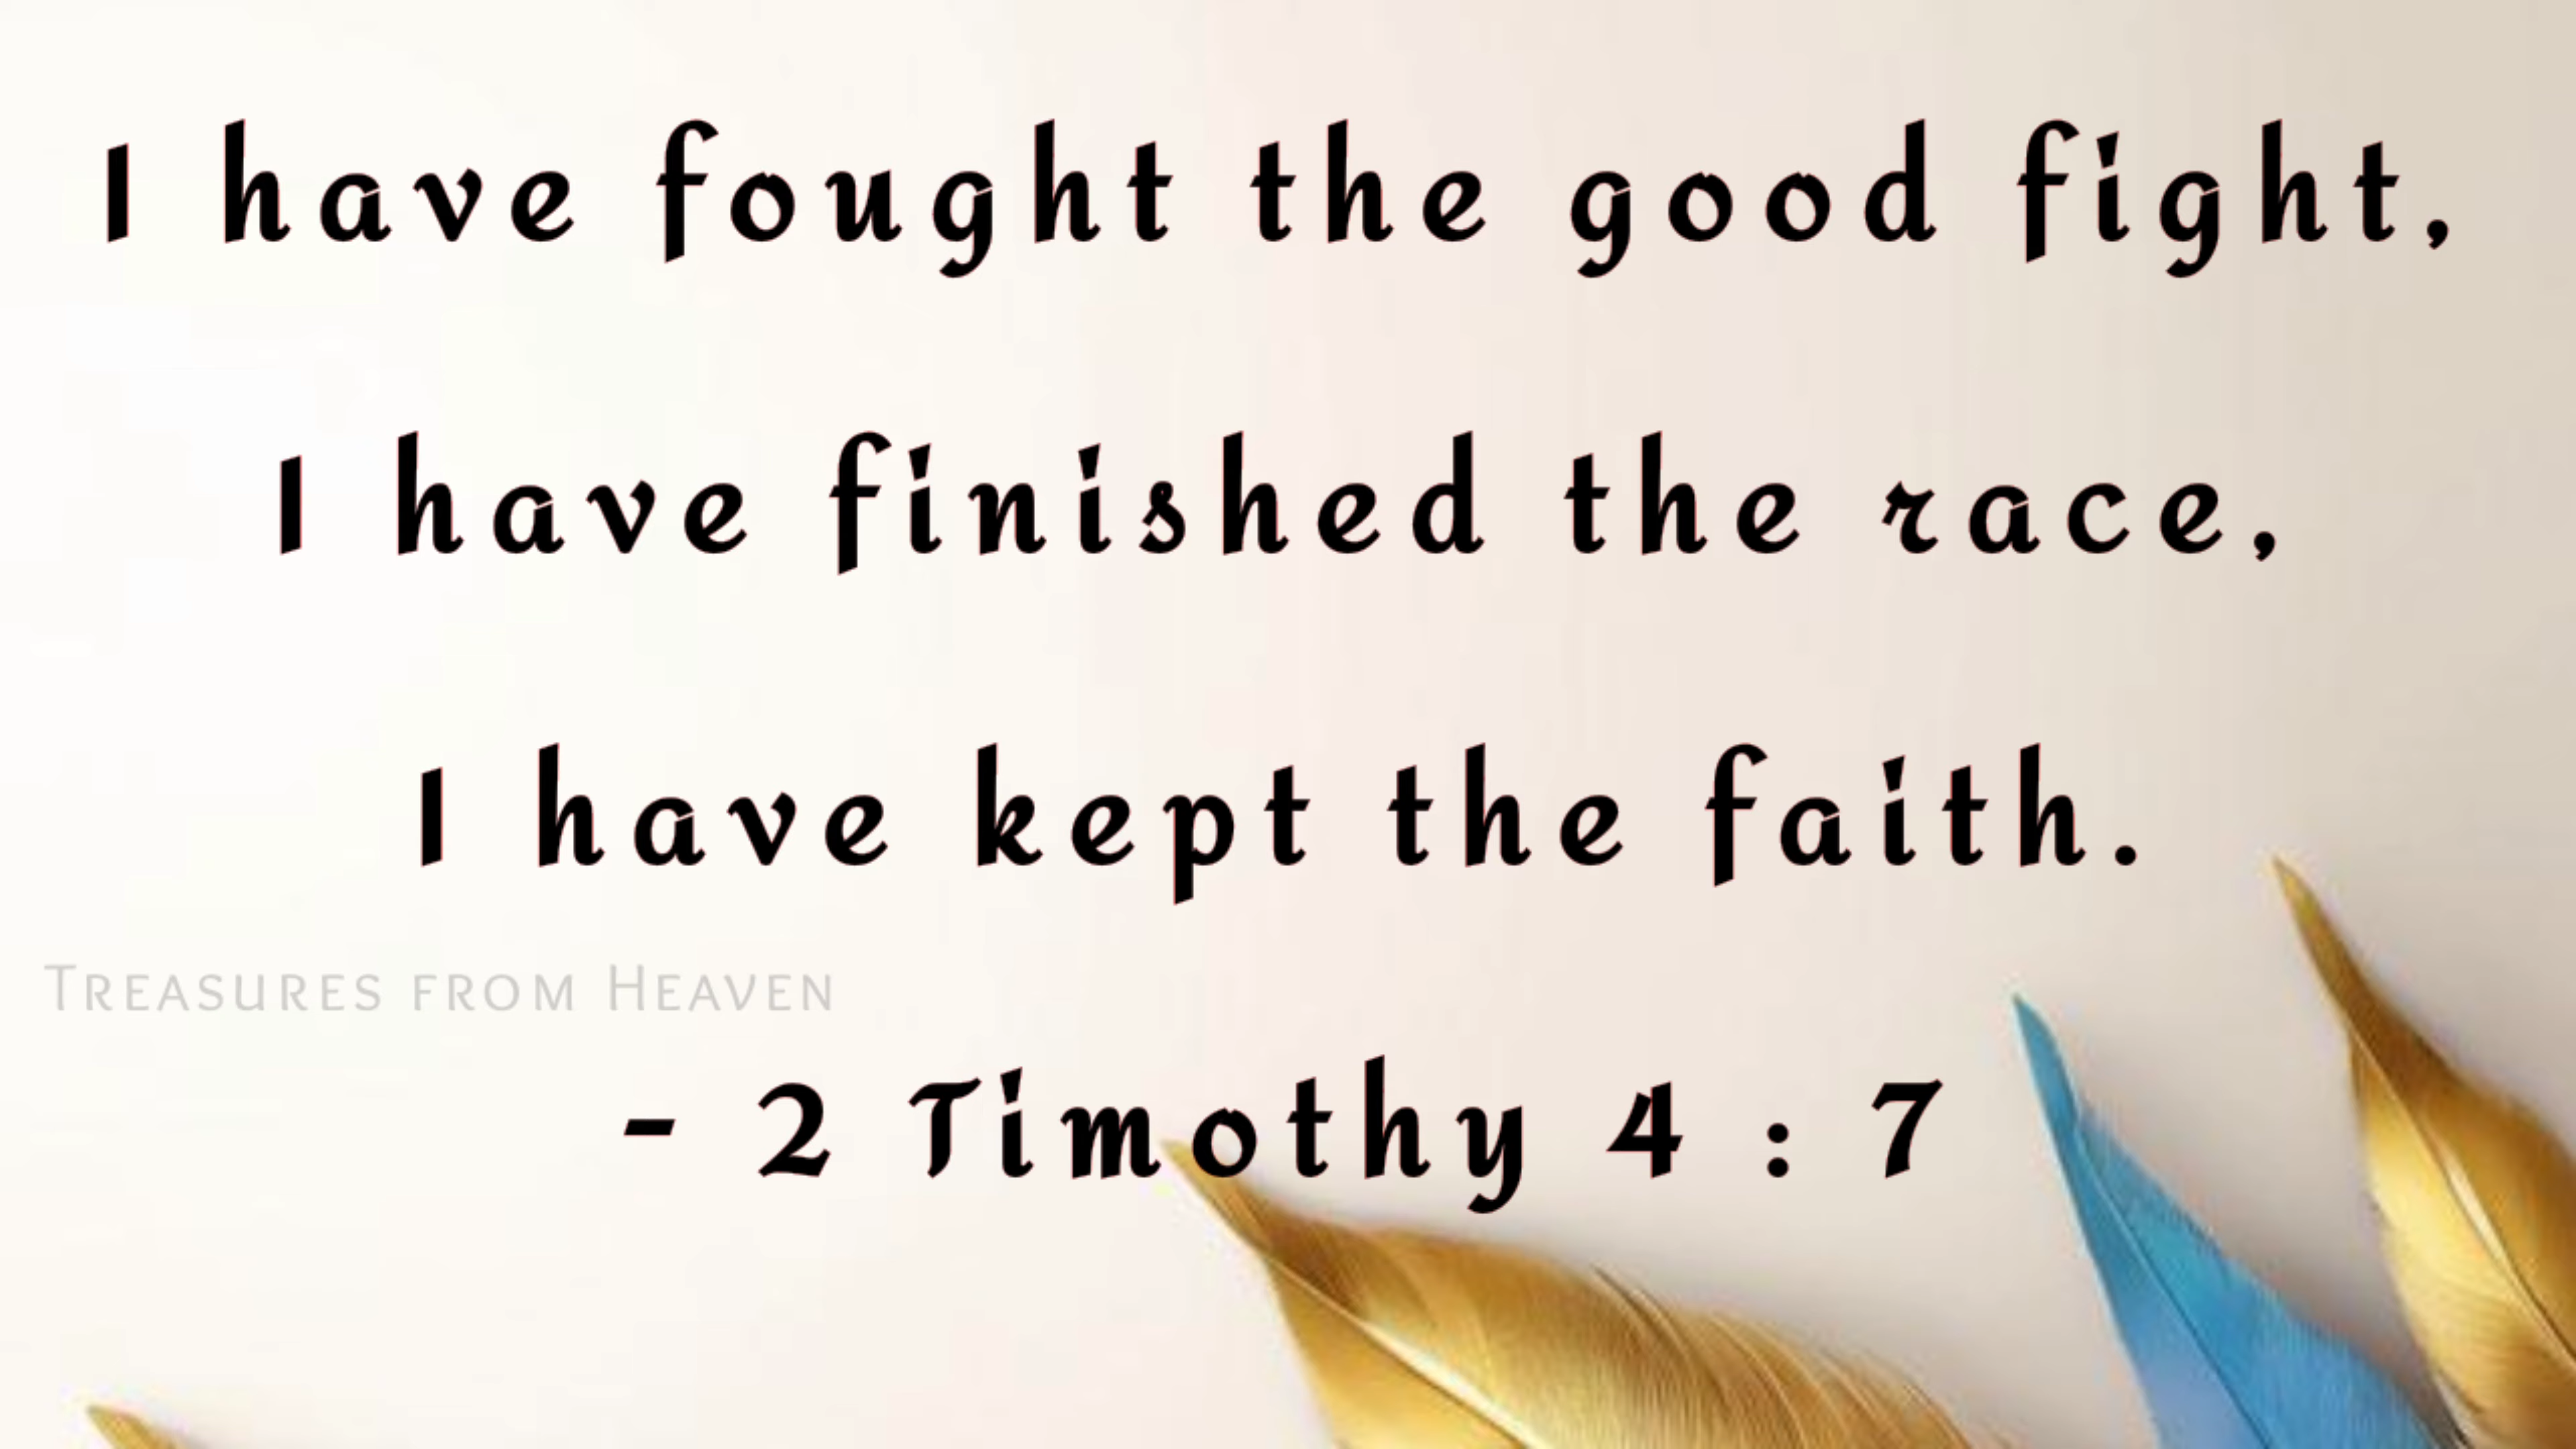 I have fought the good fight,
I have finished the race,
I have kept the faith.
Treasures from Heaven
- 2 Timothy 4 : 7